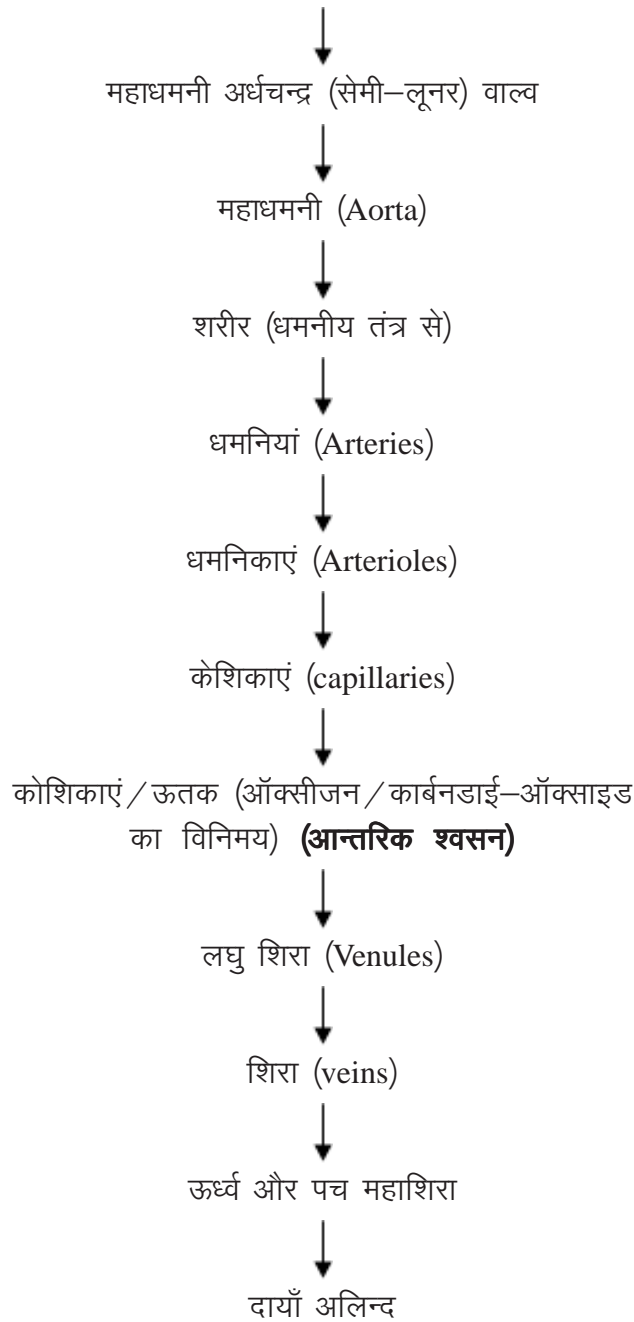 महाधमनी अर्धचन्द्र (सेमी–लूनर) वाल्व
महाधमनी (Aorta)
शरीर (धमनीय तंत्र से)
धमनियां (Arteries)
धमनिकाएं (Arterioles)
केशिकाएं (capillaries)
कोशिकाएं/ऊतक (ऑक्सीजन/कार्बनडाई–ऑक्साइड
का विनिमय) (आन्तरिक श्वसन)
लघु शिरा (Venules)
शिरा (veins)
ऊर्ध्व और पच महाशिरा
दायाँ अलिन्द